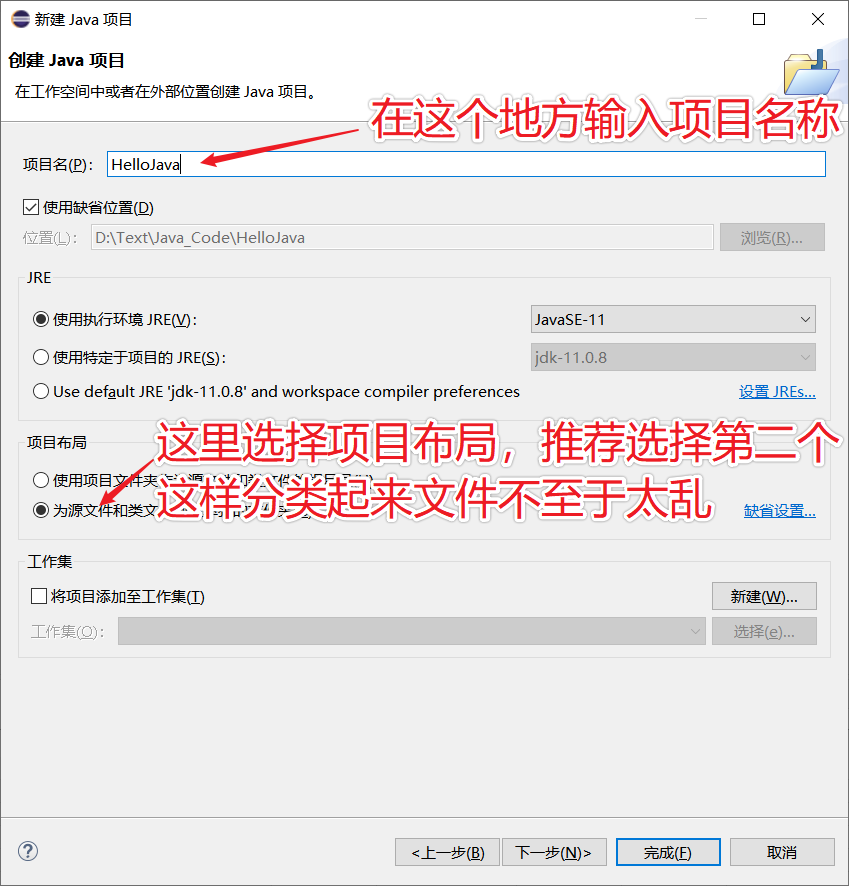 新建 Java 项目
创建 Java 项目
在工作空间中或者在外部位置创建 Java 项目。
在这个地方输入项目名称
项目名(P)： HelloJava
使用缺省位置(D)
位置(L)： D:\Text\Java_Code\HelloJava 浏览(R)...
JRE
使用执行环境 JRE(V)： JavaSE-11
使用特定于项目的 JRE(S)： jdk-11.0.8
Use default JRE 'jdk-11.0.8' and workspace compiler preferences 设置 JREs...
项目布局
这里选择项目布局，推荐选择第二个
使用项目文件夹
这样分类起来文件不至于太乱
为源文件和类文 缺省设置...
工作集
将项目添加至工作集(T) 新建(W)...
工作集(O)： 选择(e)...
<上一步(B) 下一步(N)> 完成(F) 取消